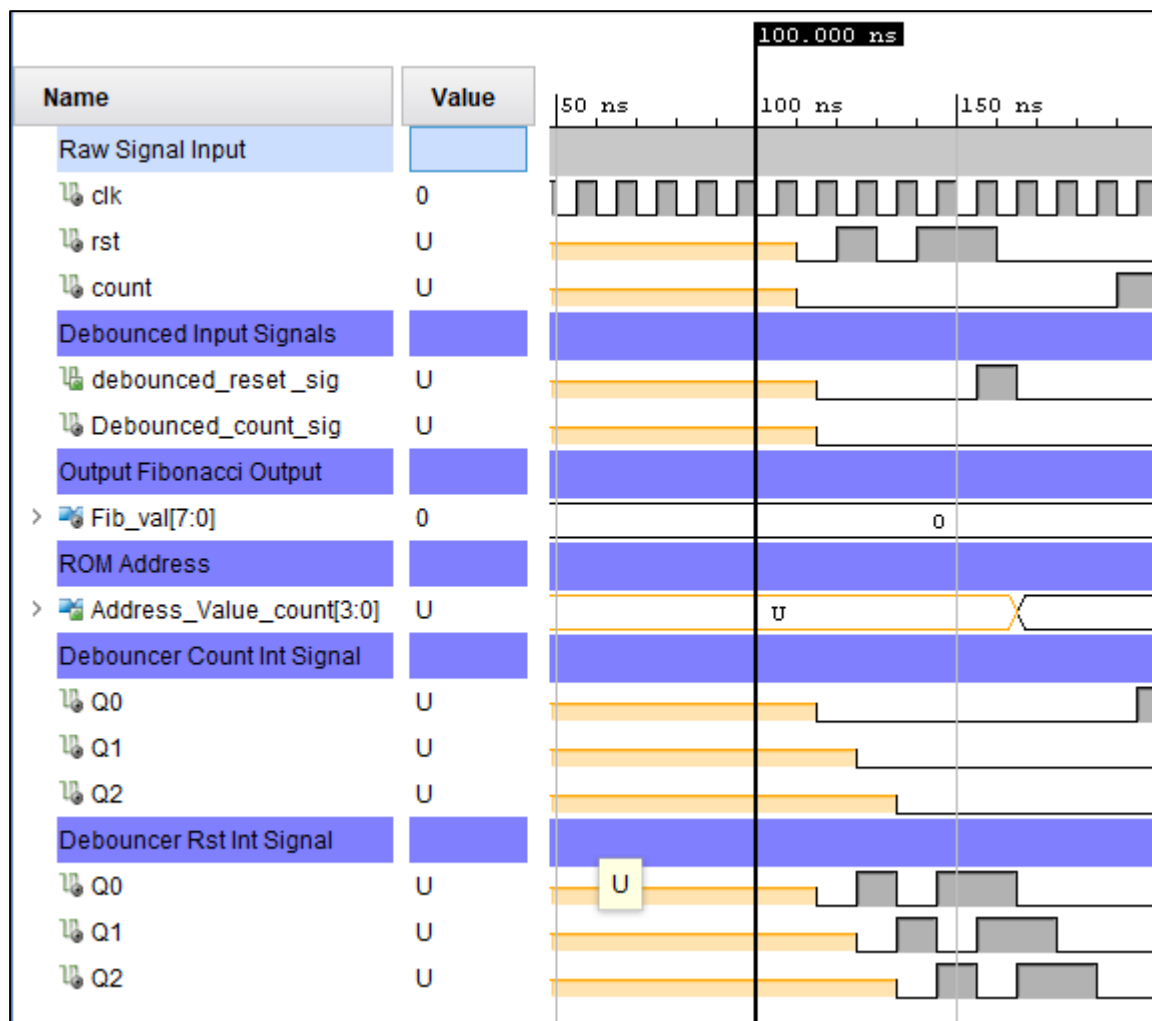 100.000 ns
Name Value 50 ns 100 ns 150 ns
Raw Signal Input
clk 0
rst U
count U
Debounced Input Signals
debounced_reset _sig U
Debounced_count_sig U
Output Fibonacci Output
Fib_val[7:0] 0 0
ROM Address
Address_Value_count[3:0] U U
Debouncer Count Int Signal
Q0 U
Q1 U
Q2 U
Debouncer Rst Int Signal
Q0 U U
Q1 U
Q2 U